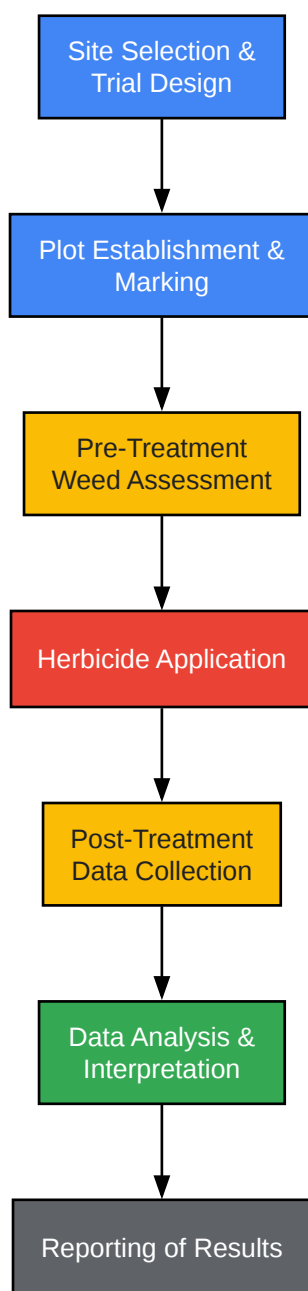 Site Selection &
Trial Design
Plot Establishment &
Marking
Pre-Treatment
Weed Assessment
Herbicide Application
Post-Treatment
Data Collection
Data Analysis &
Interpretation
Reporting of Results